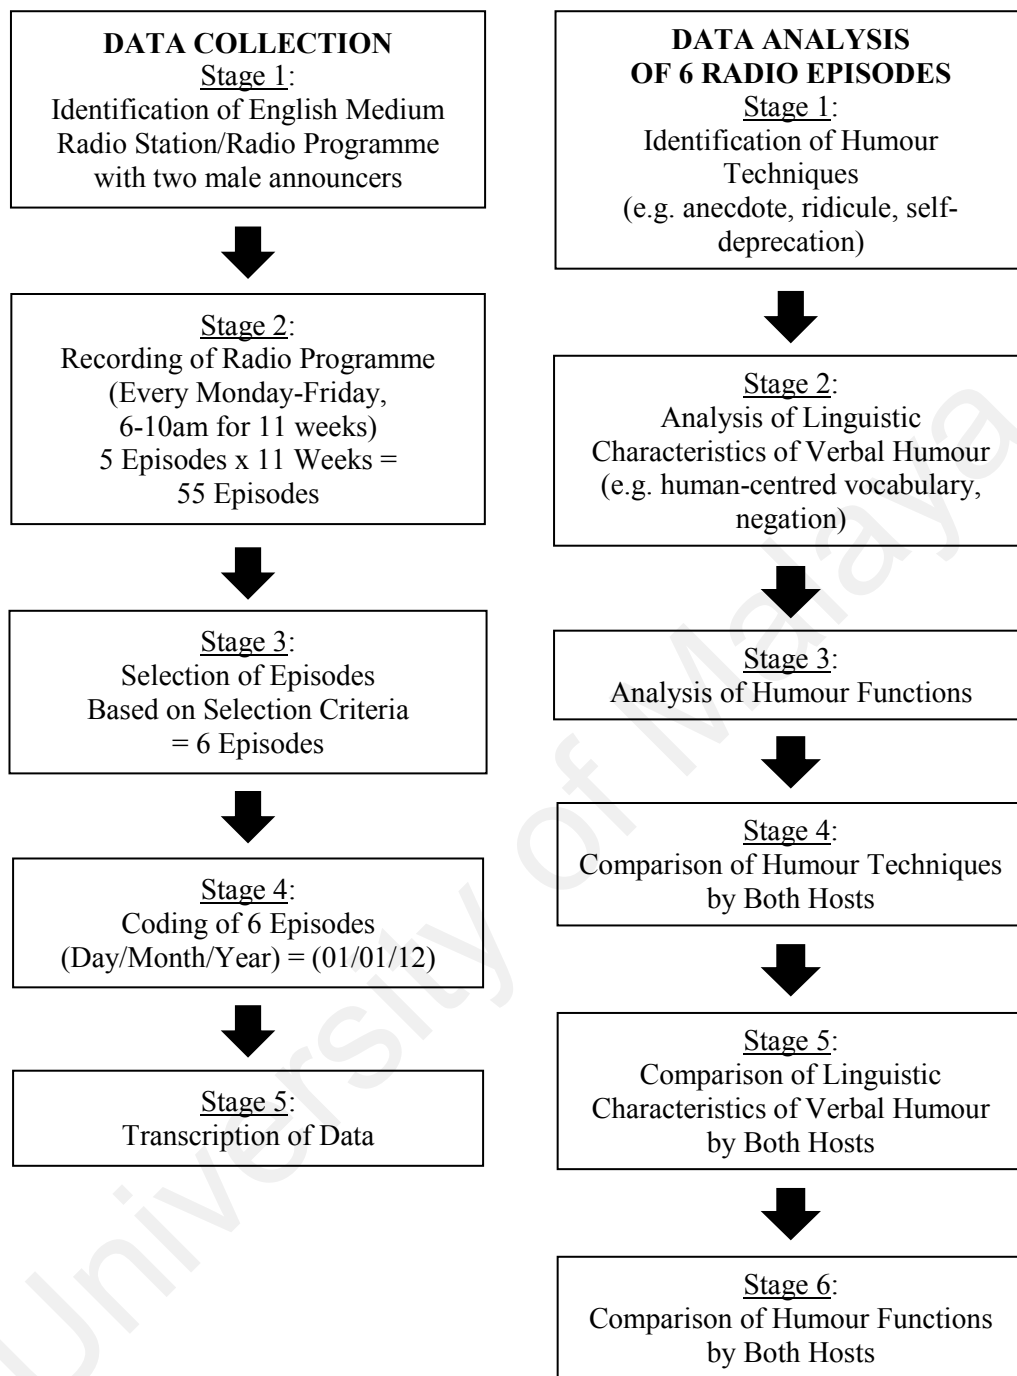 DATA COLLECTION
Stage 1:
Identification of English Medium
Radio Station/Radio Programme
with two male announcers
Stage 2:
Recording of Radio Programme
(Every Monday-Friday,
6-10am for 11 weeks)
5 Episodes x 11 Weeks =
55 Episodes
Stage 3:
Selection of Episodes
Based on Selection Criteria
= 6 Episodes
Stage 4:
Coding of 6 Episodes
(Day/Month/Year) = (01/01/12)
Stage 5:
Transcription of Data
DATA ANALYSIS
OF 6 RADIO EPISODES
Stage 1:
Identification of Humour
Techniques
(e.g. anecdote, ridicule, self-
deprecation)
Stage 2:
Analysis of Linguistic
Characteristics of Verbal Humour
(e.g. human-centred vocabulary,
negation)
Stage 3:
Analysis of Humour Functions
Stage 4:
Comparison of Humour Techniques
by Both Hosts
Stage 5:
Comparison of Linguistic
Characteristics of Verbal Humour
by Both Hosts
Stage 6:
Comparison of Humour Functions
by Both Hosts
University of Malaya